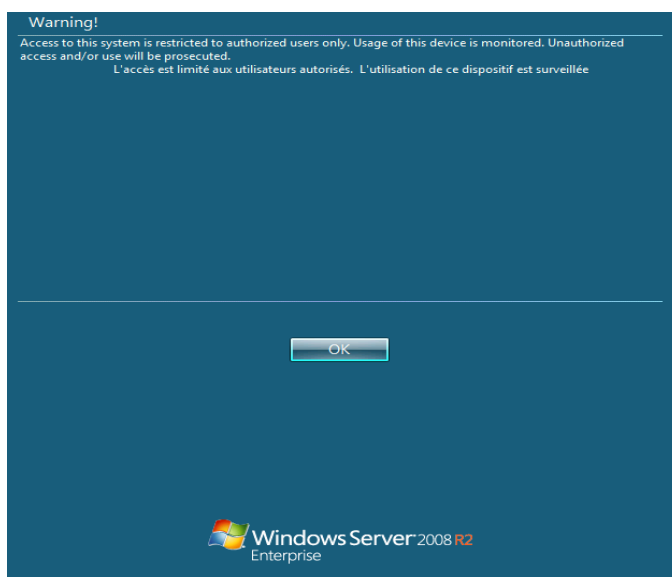 Warning!
Access to this system is restricted to authorized users only. Usage of this device is monitored. Unauthorized
access and/or use will be prosecuted.
L'accès est limité aux utilisateurs autorisés. L'utilisation de ce dispositif est surveillée
OK
Windows Server 2008 R2
Enterprise